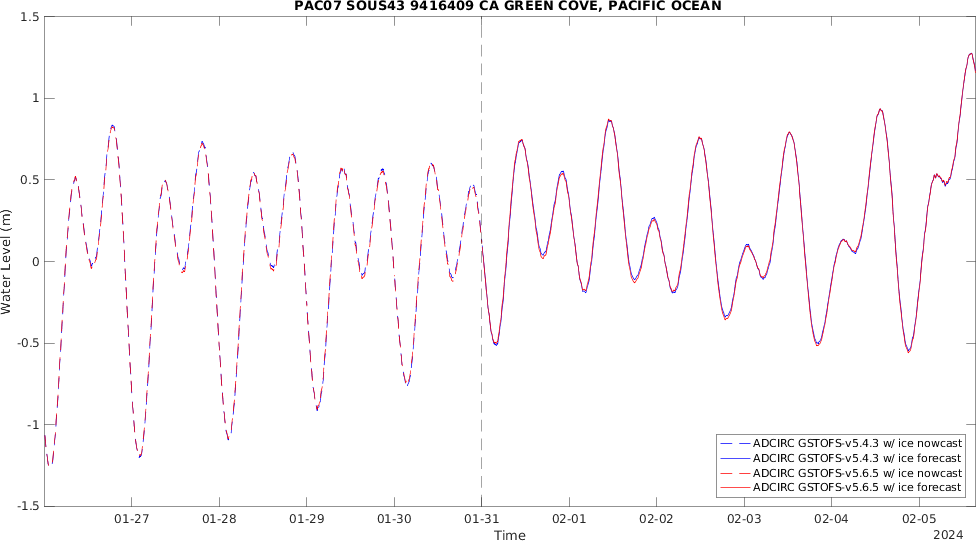 PAC07 SOUS43 9416409 CA GREEN COVE, PACIFIC OCEAN
1.5
1
0.5
0
-0.5
-1
-1.5
Water Level (m)
ADCIRC GSTOFS-v5.4.3 w/ ice nowcast
ADCIRC GSTOFS-v5.4.3 w/ ice forecast
ADCIRC GSTOFS-v5.6.5 w/ ice nowcast
ADCIRC GSTOFS-v5.6.5 w/ ice forecast
01-27 01-28 01-29 01-30 01-31 02-01 02-02 02-03 02-04 02-05
Time
2024